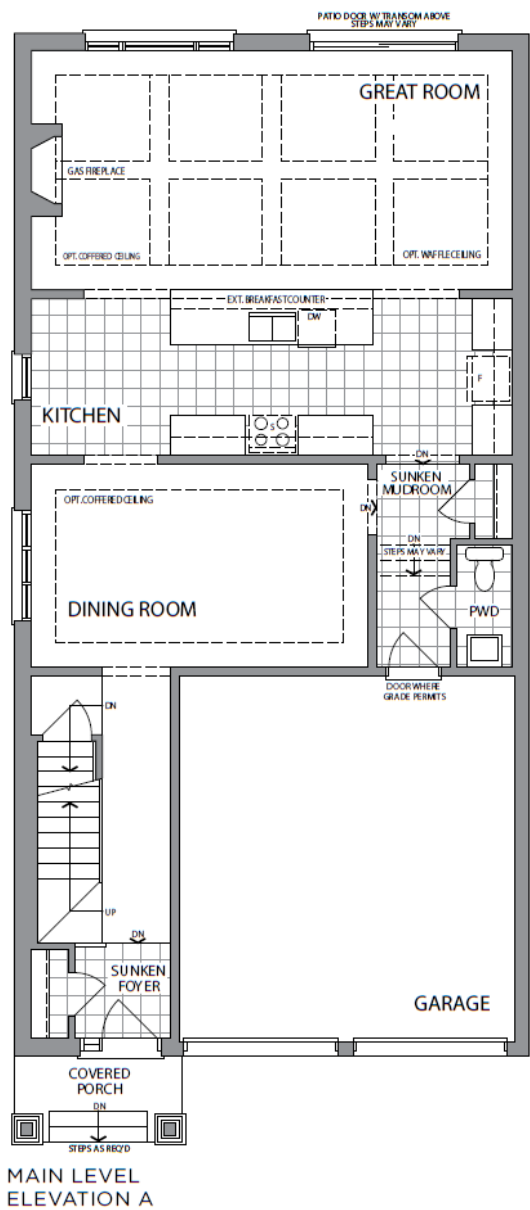 PATIO DOOR W/ TRANSOM ABOVE
STEPS MAY VARY
GREAT ROOM
GAS FIREPLACE
OPT. COFFERED CEILING
OPT. WAFFLE CEILING
EXT. BREAKFAST COUNTER
DW
F
KITCHEN
S
DN
SUNKEN
MUDROOM
OPT. COFFERED CEILING
DN
DN
STEPS MAY VARY
DINING ROOM
PWD
DOOR WHERE
GRADE PERMITS
DN
UP
DN
SUNKEN
FOYER
GARAGE
COVERED
PORCH
DN
STEPS AS REQ'D
MAIN LEVEL
ELEVATION A